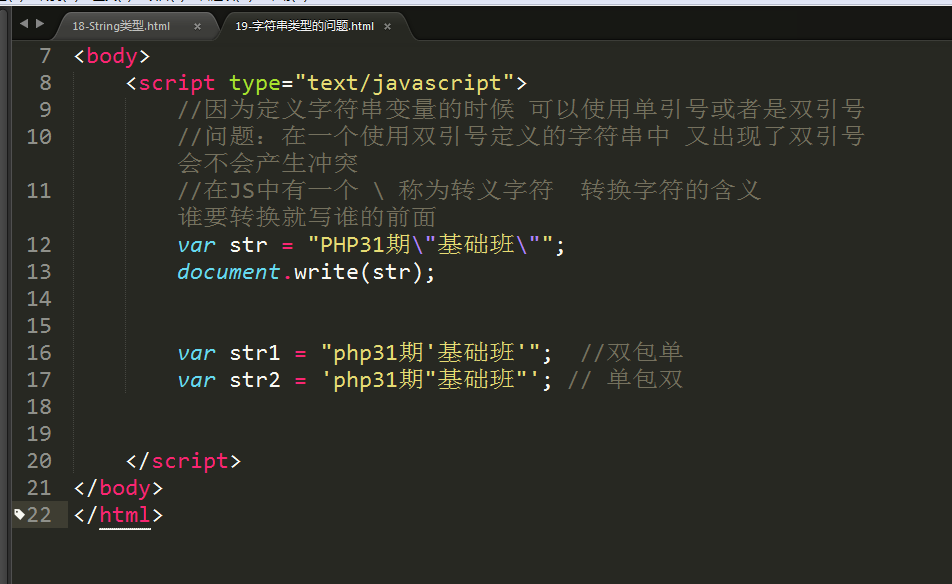 18-String类型.html × 19-字符串类型的问题.html ×
7 <body>
8 <script type="text/javascript">
9 //因为定义字符串变量的时候 可以使用单引号或者是双引号
10 //问题：在一个使用双引号定义的字符串中 又出现了双引号
会不会产生冲突
11 //在JS中有一个 \ 称为转义字符  转换字符的含义
谁要转换就写谁的前面
12 var str = "PHP31期\"基础班\"";
13 document.write(str);
14
15
16 var str1 = "php31期'基础班'";  //双包单
17 var str2 = 'php31期"基础班"'; // 单包双
18
19
20 </script>
21 </body>
22 </html>